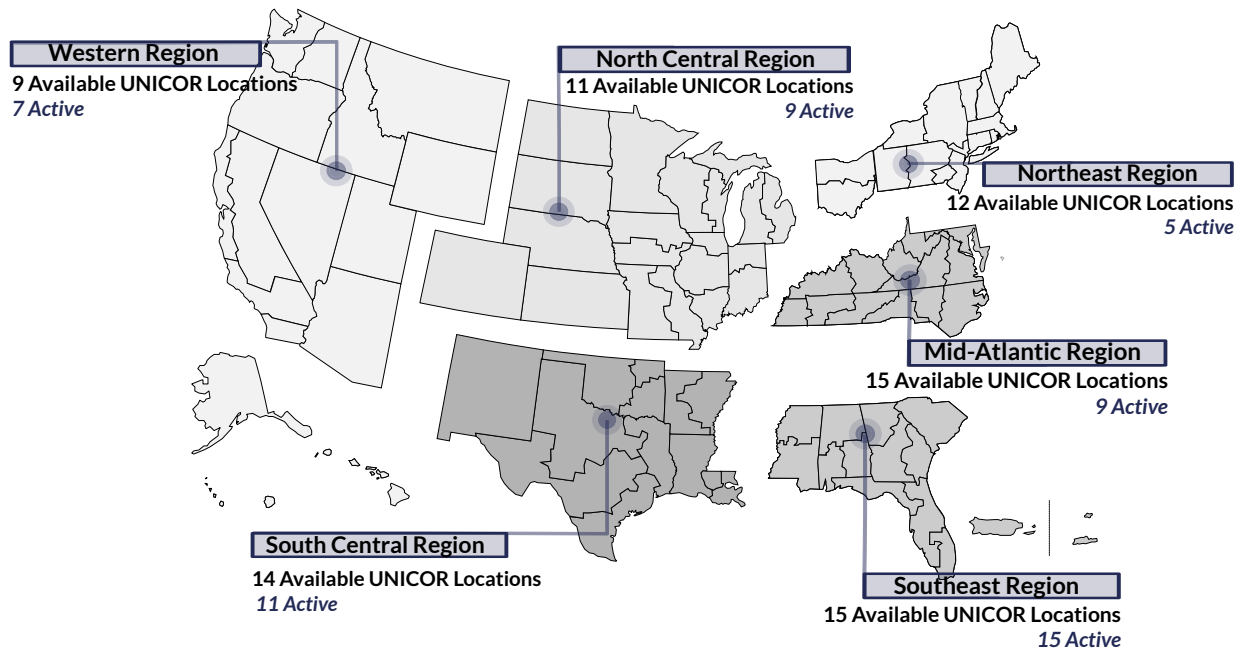 Western Region
9 Available UNICOR Locations
7 Active
North Central Region
11 Available UNICOR Locations
9 Active
Northeast Region
12 Available UNICOR Locations
5 Active
Mid-Atlantic Region
15 Available UNICOR Locations
9 Active
South Central Region
14 Available UNICOR Locations
11 Active
Southeast Region
15 Available UNICOR Locations
15 Active